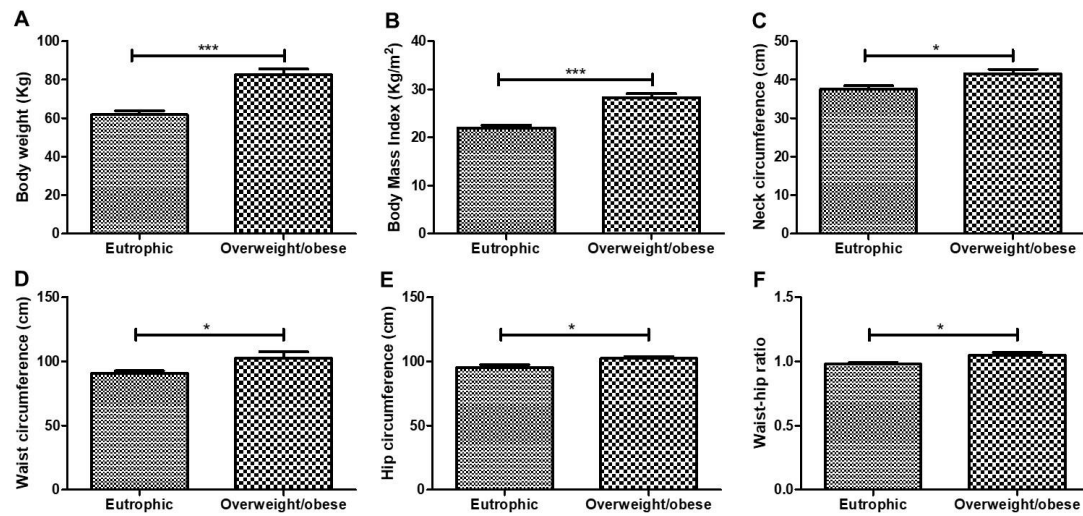 A
Body weight (Kg)
100
80
60
40
20
0
***
Eutrophic
Overweight/obese
B
Body Mass Index (Kg/m²)
40
30
20
10
0
***
Eutrophic
Overweight/obese
C
Neck circumference (cm)
50
40
30
20
10
0
*
Eutrophic
Overweight/obese
D
Waist circumference (cm)
150
100
50
0
*
Eutrophic
Overweight/obese
E
Hip circumference (cm)
150
100
50
0
*
Eutrophic
Overweight/obese
F
Waist-hip ratio
1.5
1.0
0.5
0.0
*
Eutrophic
Overweight/obese